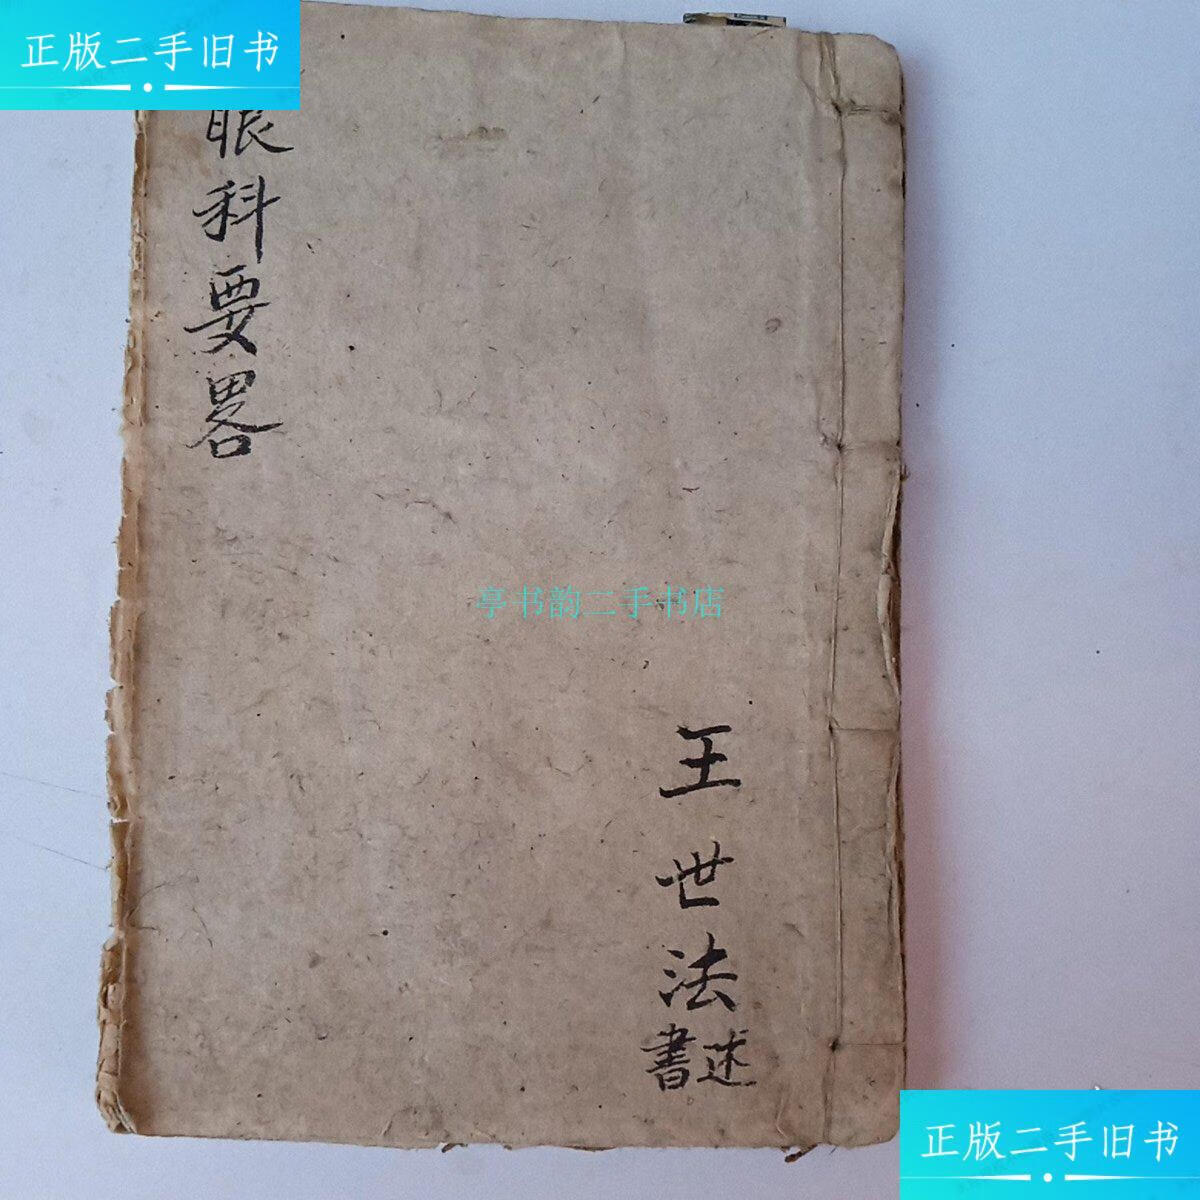 正版二手旧书
眼科要畧
亭书韵二手书店
王世法
述書
正版二手旧书